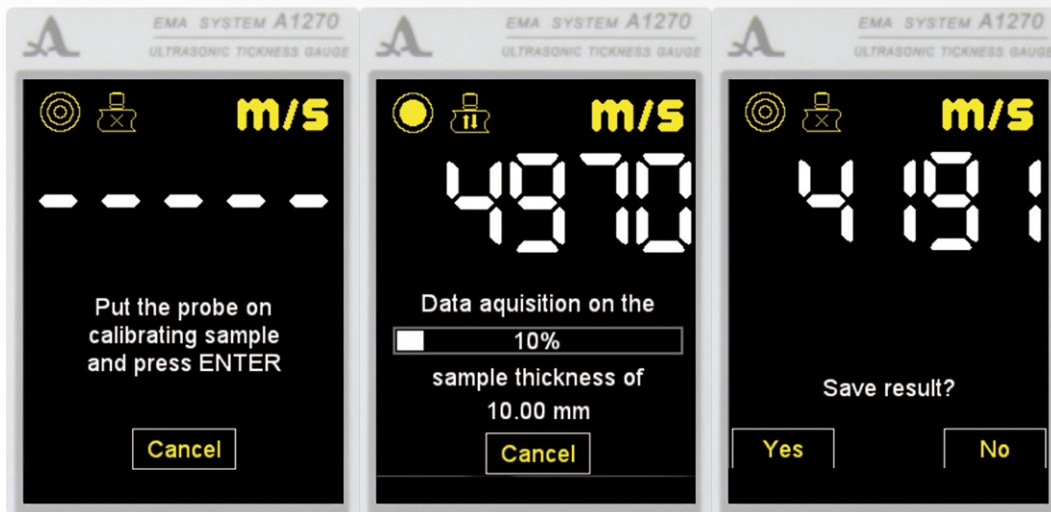 EMA SYSTEM A1270
ULTRASONIC TICKNESS GAUGE
m/s
- - - - -
Put the probe on
calibrating sample
and press ENTER
Cancel
EMA SYSTEM A1270
ULTRASONIC TICKNESS GAUGE
m/s
4970
Data aquisition on the
10%
sample thickness of
10.00 mm
Cancel
EMA SYSTEM A1270
ULTRASONIC TICKNESS GAUGE
m/s
4191
Save result?
Yes
No